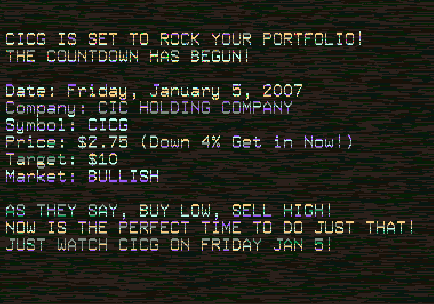 CICG IS SET TO ROCK YOUR PORTFOLIO!
THE COUNTDOWN HAS BEGUN!
Date: Friday, January 5, 2007
Company: CIC HOLDING COMPANY
Symbol: CICG
Price: $2.75 (Down 4% Get in Now!)
Target: $10
Market: BULLISH
AS THEY SAY, BUY LOW, SELL HIGH!
NOW IS THE PERFECT TIME TO DO JUST THAT!
JUST WATCH CICG ON FRIDAY JAN 5!